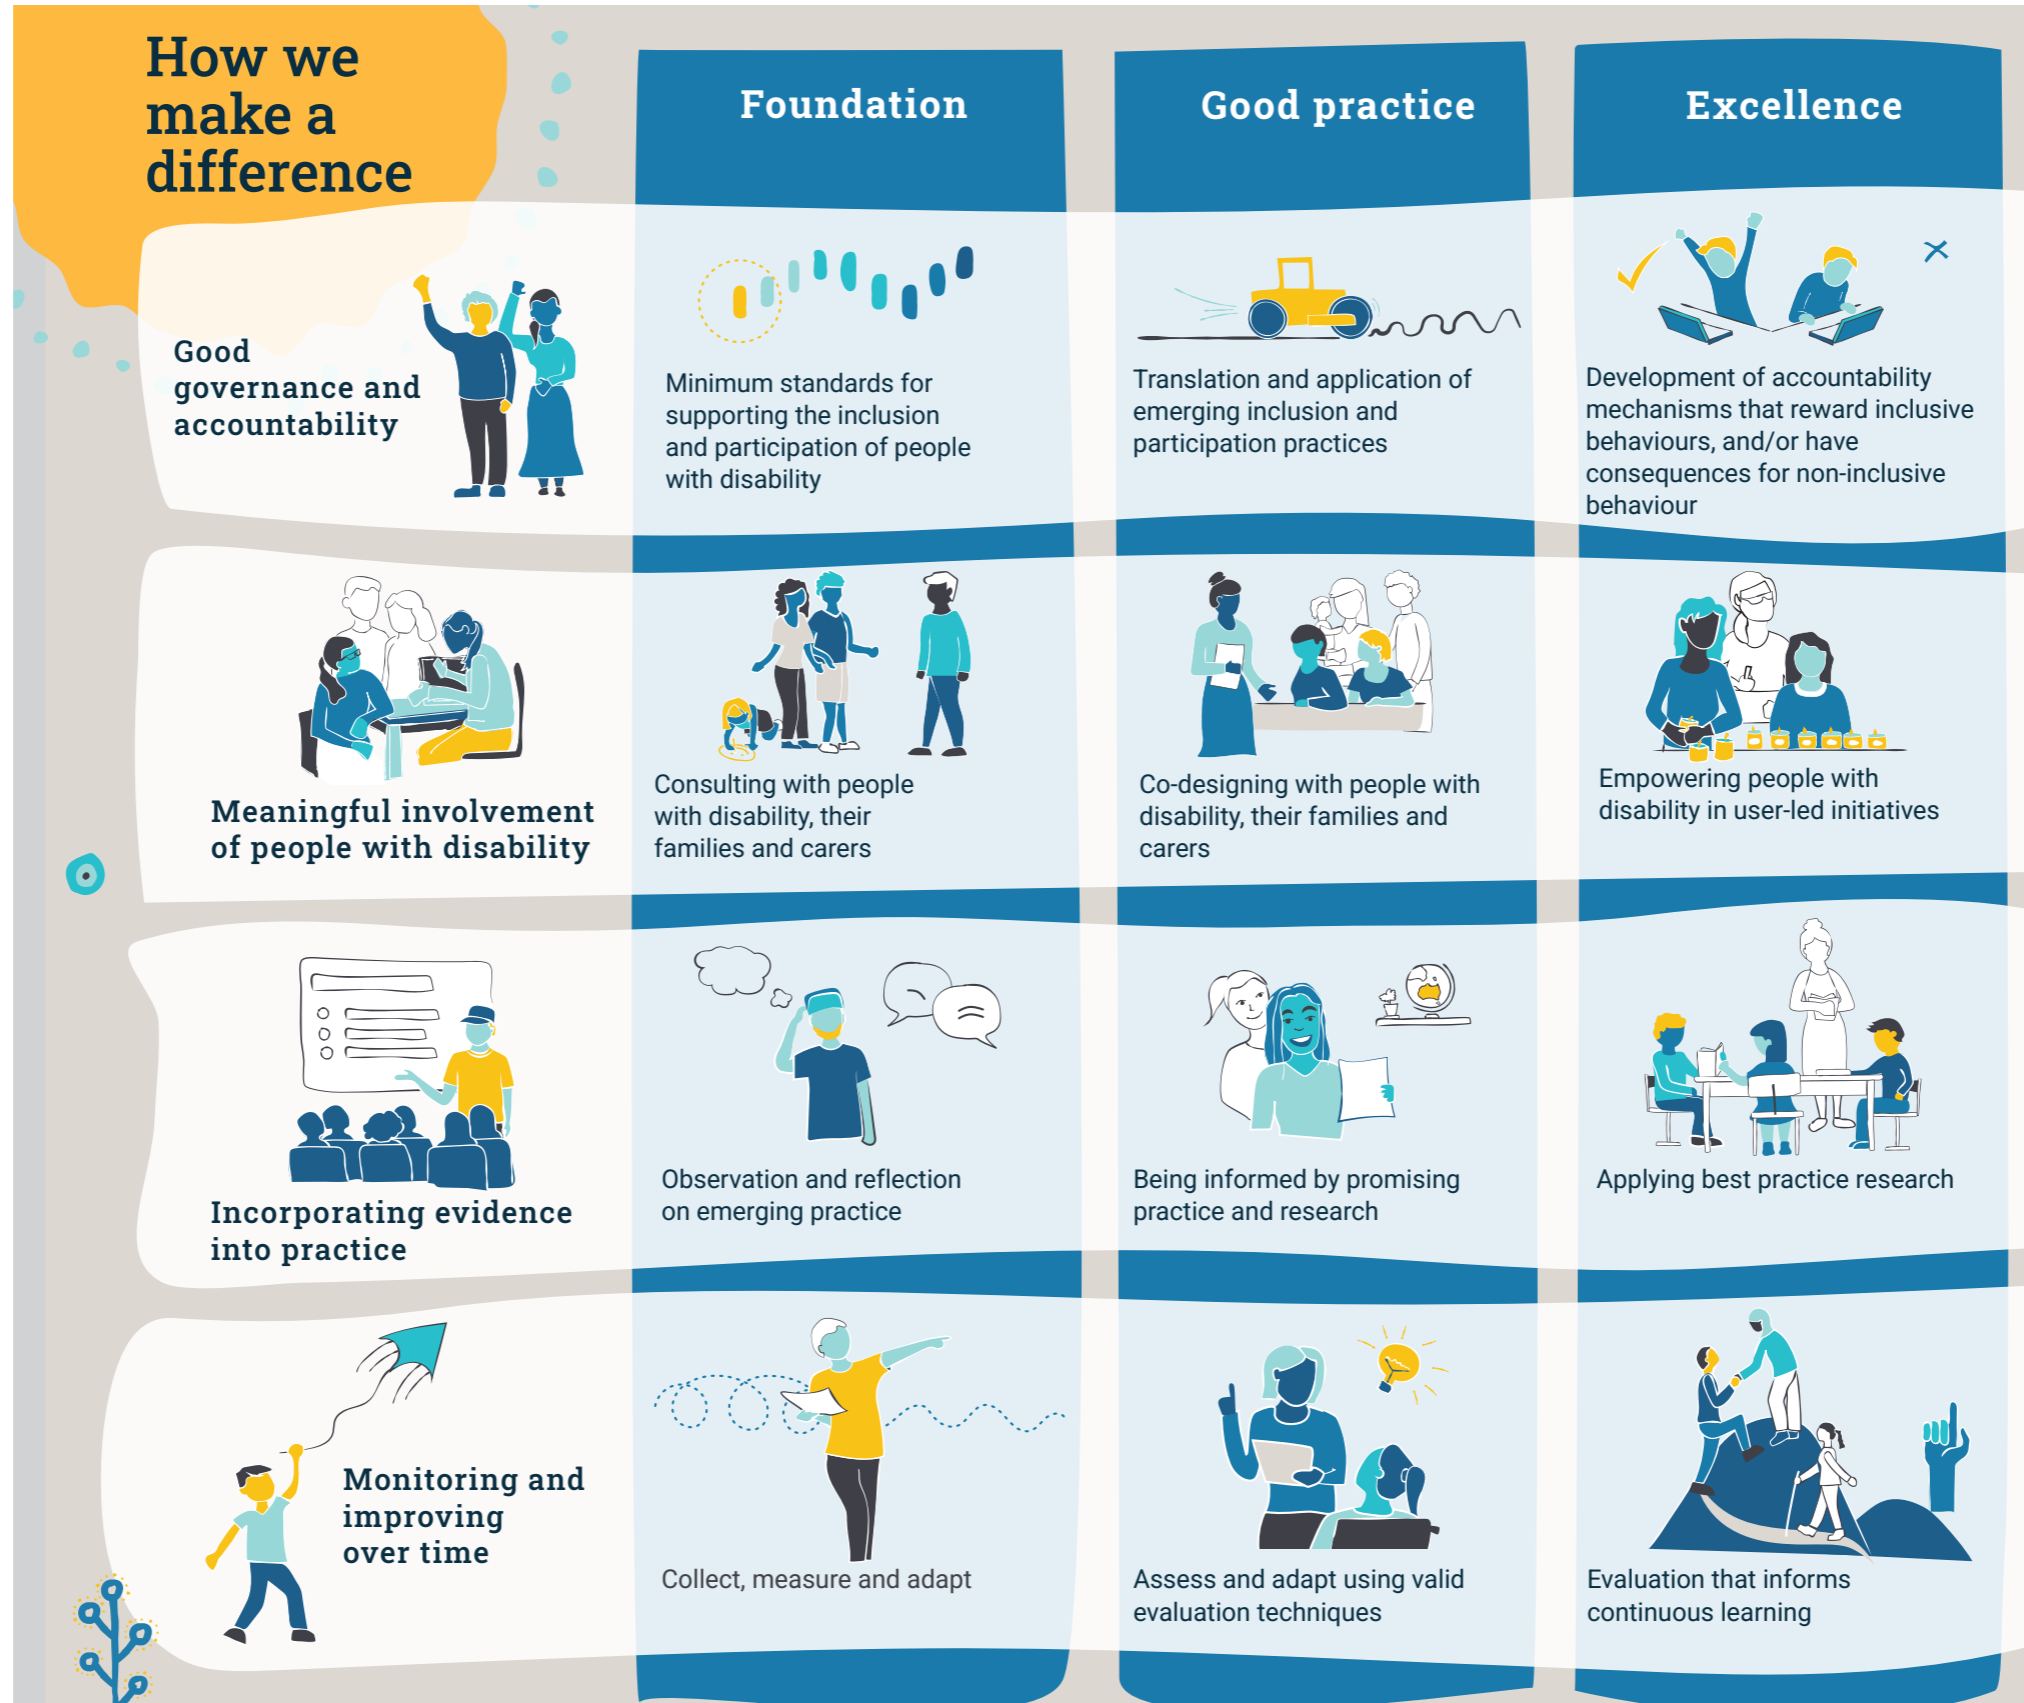 How we
make a
difference
Foundation
Good practice
Excellence
Good
governance and
accountability
Minimum standards for
supporting the inclusion
and participation of people
with disability
Translation and application of
emerging inclusion and
participation practices
Development of accountability
mechanisms that reward inclusive
behaviours, and/or have
consequences for non-inclusive
behaviour
Meaningful involvement
of people with disability
Consulting with people
with disability, their
families and carers
Co-designing with people with
disability, their families and
carers
Empowering people with
disability in user-led initiatives
Incorporating evidence
into practice
Observation and reflection
on emerging practice
Being informed by promising
practice and research
Applying best practice research
Monitoring and
improving
over time
Collect, measure and adapt
Assess and adapt using valid
evaluation techniques
Evaluation that informs
continuous learning